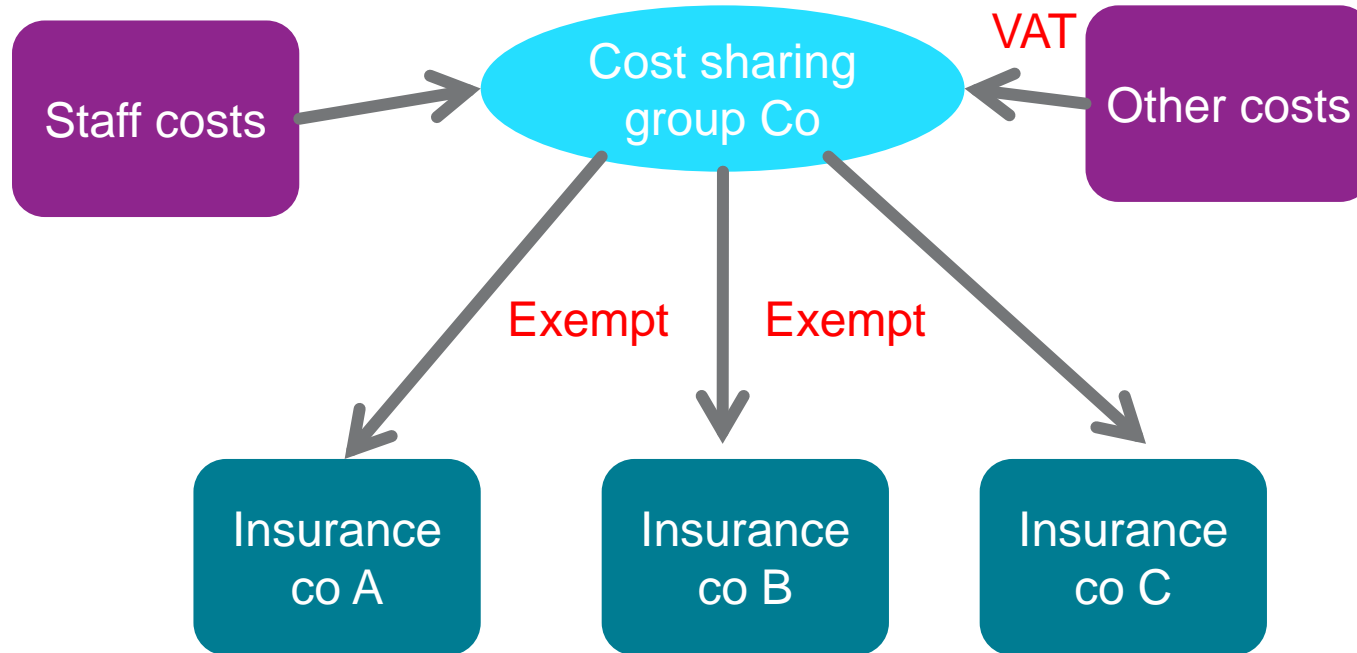 VAT
Staff costs
Cost sharing
group Co
Other costs
Exempt
Exempt
Insurance
co A
Insurance
co B
Insurance
co C